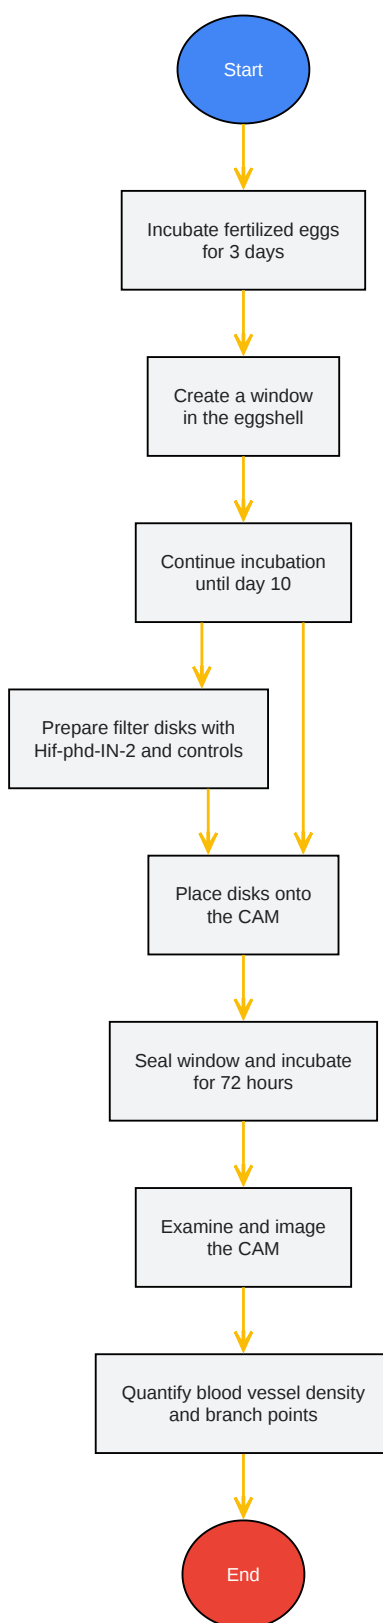 Start
Incubate fertilized eggs
for 3 days
Create a window
in the eggshell
Continue incubation
until day 10
Prepare filter disks with
Hif-phd-IN-2 and controls
Place disks onto
the CAM
Seal window and incubate
for 72 hours
Examine and image
the CAM
Quantify blood vessel density
and branch points
End